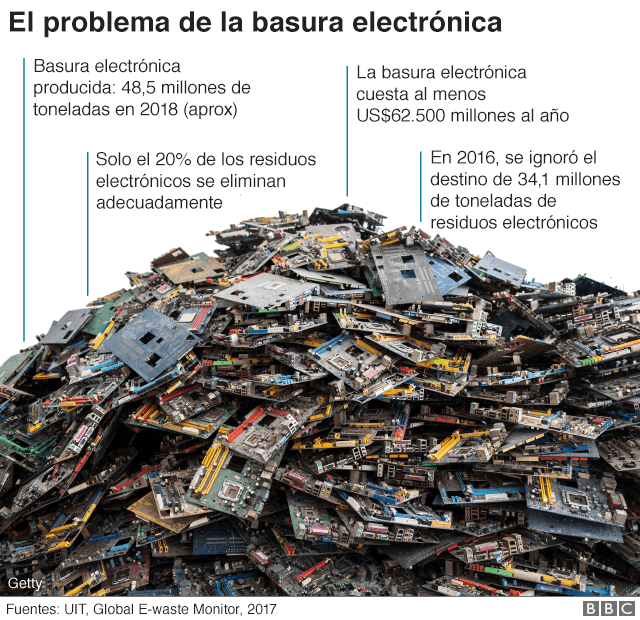 El problema de la basura electrónica
Basura electrónica
producida: 48,5 millones de
toneladas en 2018 (aprox)
La basura electrónica
cuesta al menos
US$62.500 millones al año
Solo el 20% de los residuos
electrónicos se eliminan
adecuadamente
En 2016, se ignoró el
destino de 34,1 millones
de toneladas de
residuos electrónicos
Getty
Fuentes: UIT, Global E-waste Monitor, 2017
BBC